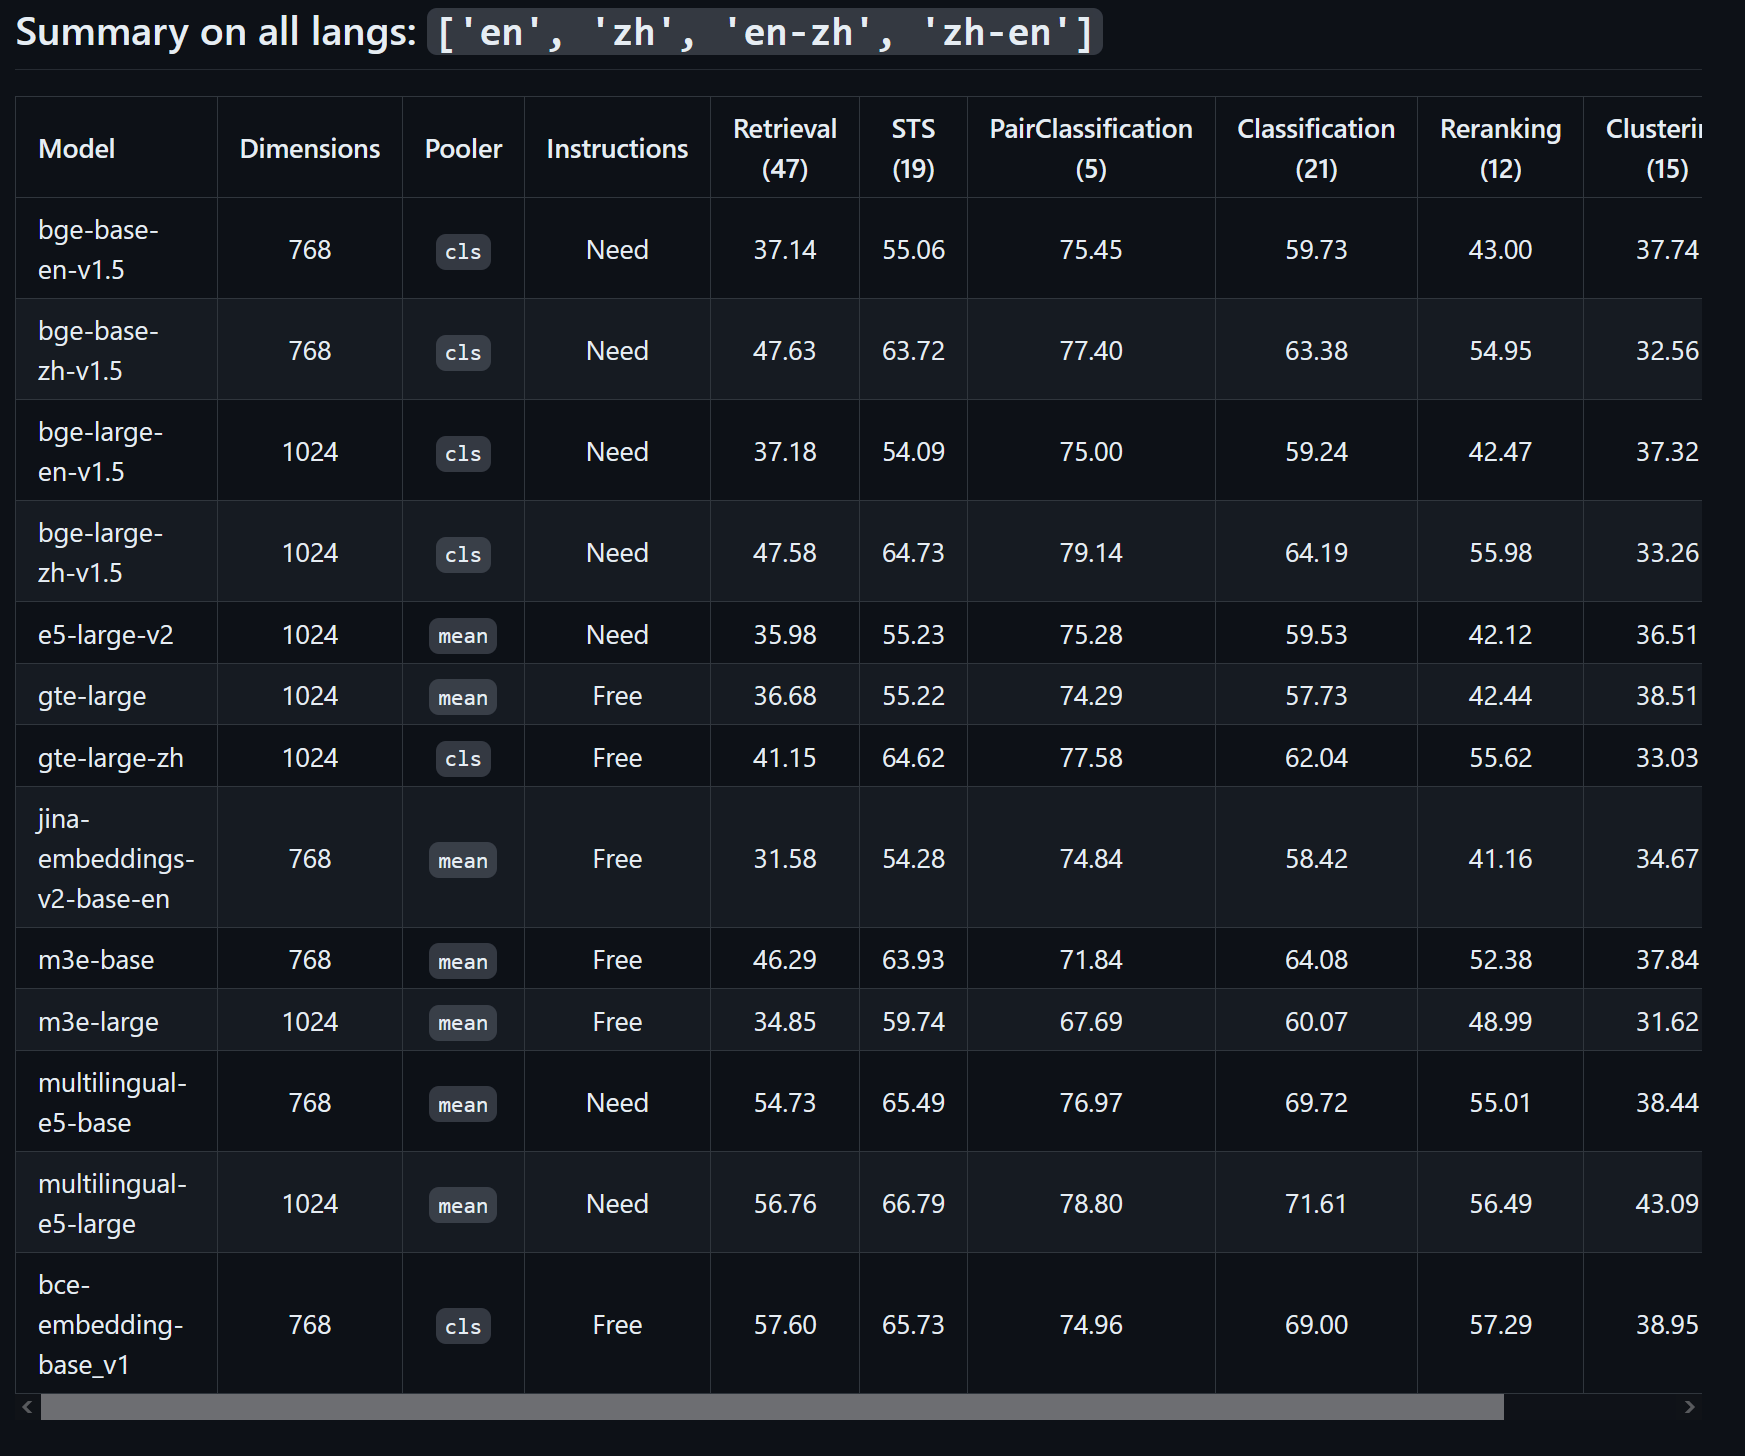 Summary on all langs: ['en', 'zh', 'en-zh', 'zh-en']
Model Dimensions Pooler Instructions Retrieval (47) STS (19) PairClassification (5) Classification (21) Reranking (12) Clusterin (15)
bge-base-en-v1.5 768 cls Need 37.14 55.06 75.45 59.73 43.00 37.74
bge-base-zh-v1.5 768 cls Need 47.63 63.72 77.40 63.38 54.95 32.56
bge-large-en-v1.5 1024 cls Need 37.18 54.09 75.00 59.24 42.47 37.32
bge-large-zh-v1.5 1024 cls Need 47.58 64.73 79.14 64.19 55.98 33.26
e5-large-v2 1024 mean Need 35.98 55.23 75.28 59.53 42.12 36.51
gte-large 1024 mean Free 36.68 55.22 74.29 57.73 42.44 38.51
gte-large-zh 1024 cls Free 41.15 64.62 77.58 62.04 55.62 33.03
jina-embeddings-v2-base-en 768 mean Free 31.58 54.28 74.84 58.42 41.16 34.67
m3e-base 768 mean Free 46.29 63.93 71.84 64.08 52.38 37.84
m3e-large 1024 mean Free 34.85 59.74 67.69 60.07 48.99 31.62
multilingual-e5-base 768 mean Need 54.73 65.49 76.97 69.72 55.01 38.44
multilingual-e5-large 1024 mean Need 56.76 66.79 78.80 71.61 56.49 43.09
bce-embedding-base_v1 768 cls Free 57.60 65.73 74.96 69.00 57.29 38.95